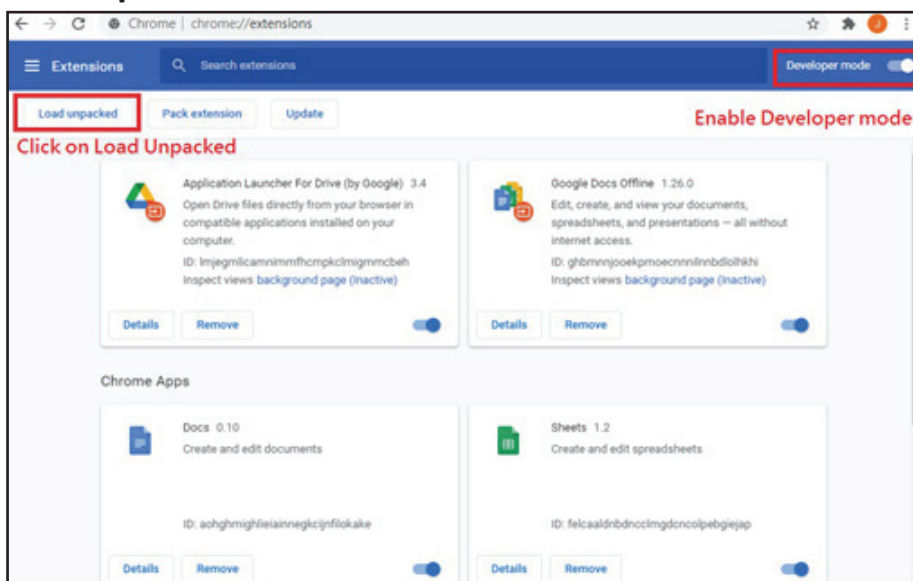 Chrome | chrome://extensions
J
Extensions
Search extensions
Developer mode
Load unpacked
Pack extension
Update
Enable Developer mode
Click on Load Unpacked
Application Launcher For Drive (by Google) 3.4
Open Drive files directly from your browser in
compatible applications installed on your
computer.
ID: lmjegmlicamnimmfhcmpkclmigmmcbeh
Inspect views background page (Inactive)
Details
Remove
Google Docs Offline 1.26.0
Edit, create, and view your documents,
spreadsheets, and presentations — all without
internet access.
ID: ghbmnnjooekpmoecnnnilnnbdlolhkhi
Inspect views background page (Inactive)
Details
Remove
Chrome Apps
Docs 0.10
Create and edit documents
ID: aohghmighlieiainnegkcijnfilokake
Details
Remove
Sheets 1.2
Create and edit spreadsheets
ID: felcaaldnbdncclmgdcncolpebgiejap
Details
Remove